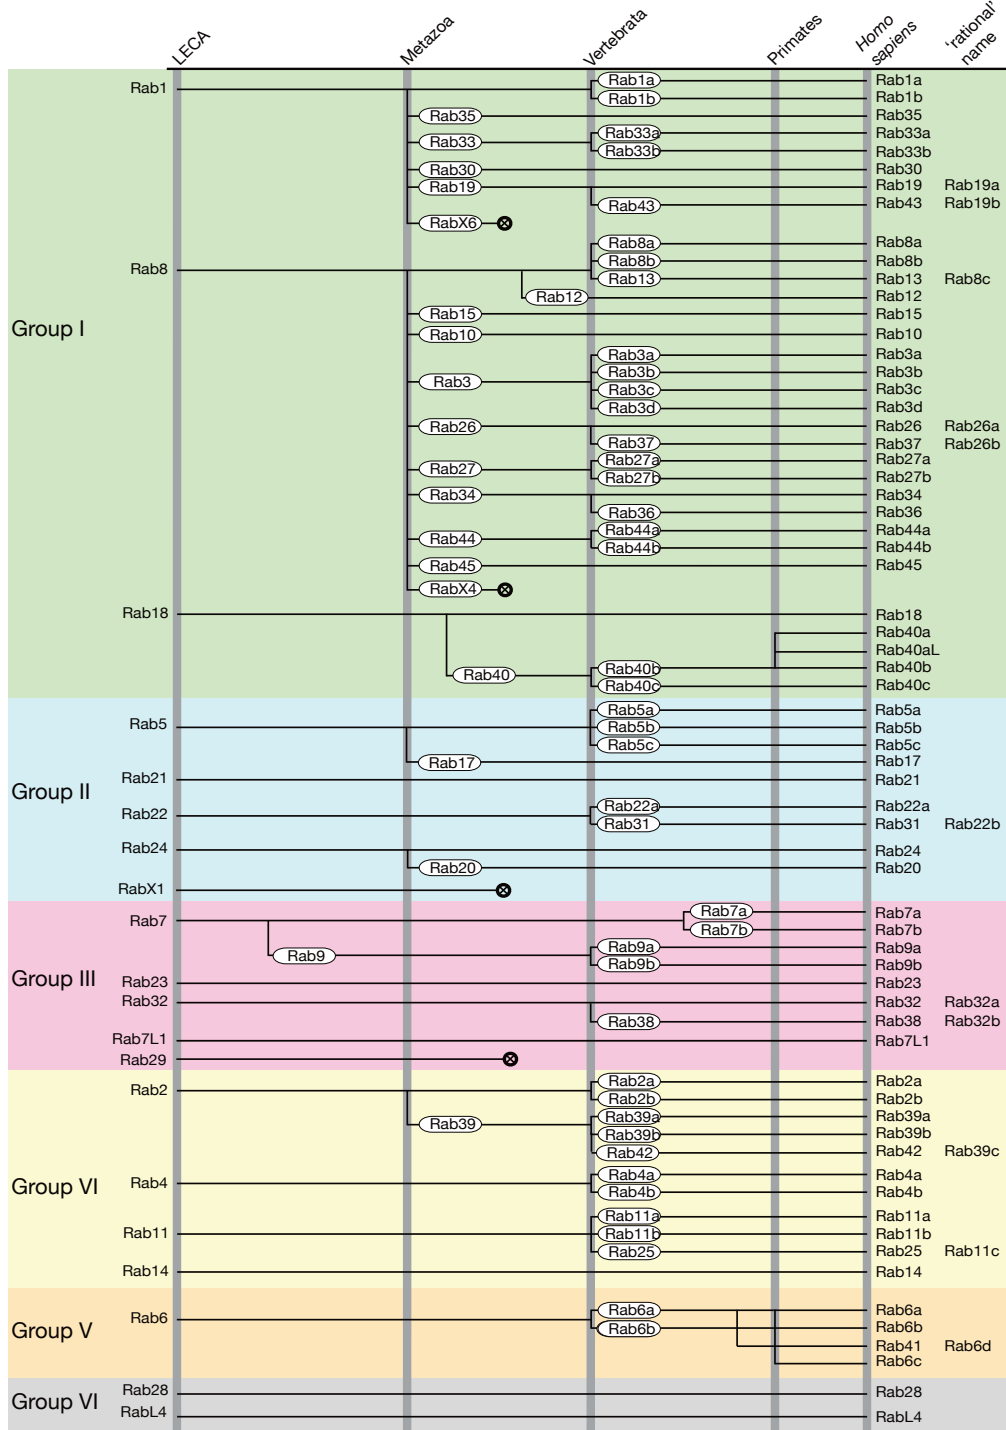 LECA
Metazoa
Vertebrata
Primates
Homo sapiens
'rational' name
Group I
Rab1
Rab1a
Rab1a
Rab1b
Rab1b
Rab35
Rab35
Rab33
Rab33a
Rab33a
Rab33b
Rab33b
Rab30
Rab30
Rab19
Rab19 Rab19a
Rab43
Rab43 Rab19b
RabX6
Rab8
Rab8a
Rab8a
Rab8b
Rab8b
Rab13
Rab13 Rab8c
Rab12
Rab12
Rab15
Rab15
Rab10
Rab10
Rab3
Rab3a
Rab3a
Rab3b
Rab3b
Rab3c
Rab3c
Rab3d
Rab3d
Rab26
Rab26 Rab26a
Rab37
Rab37 Rab26b
Rab27
Rab27a
Rab27a
Rab27b
Rab27b
Rab34
Rab34
Rab36
Rab36
Rab44
Rab44a
Rab44a
Rab44b
Rab44b
Rab45
Rab45
RabX4
Rab18
Rab18
Rab40a
Rab40aL
Rab40
Rab40b
Rab40b
Rab40c
Rab40c
Group II
Rab5
Rab5a
Rab5a
Rab5b
Rab5b
Rab5c
Rab5c
Rab17
Rab17
Rab21
Rab21
Rab22
Rab22a
Rab22a
Rab31
Rab31 Rab22b
Rab24
Rab24
Rab20
Rab20
RabX1
Group III
Rab7
Rab7a
Rab7a
Rab7b
Rab7b
Rab9
Rab9a
Rab9a
Rab9b
Rab9b
Rab23
Rab23
Rab32
Rab32 Rab32a
Rab38
Rab38 Rab32b
Rab7L1
Rab7L1
Rab29
Group VI
Rab2
Rab2a
Rab2a
Rab2b
Rab2b
Rab39
Rab39a
Rab39a
Rab39b
Rab39b
Rab42
Rab42 Rab39c
Rab4
Rab4a
Rab4a
Rab4b
Rab4b
Rab11
Rab11a
Rab11a
Rab11b
Rab11b
Rab25
Rab25 Rab11c
Rab14
Rab14
Group V
Rab6
Rab6a
Rab6a
Rab6b
Rab6b
Rab41 Rab6d
Rab6c
Group VI
Rab28
Rab28
RabL4
RabL4